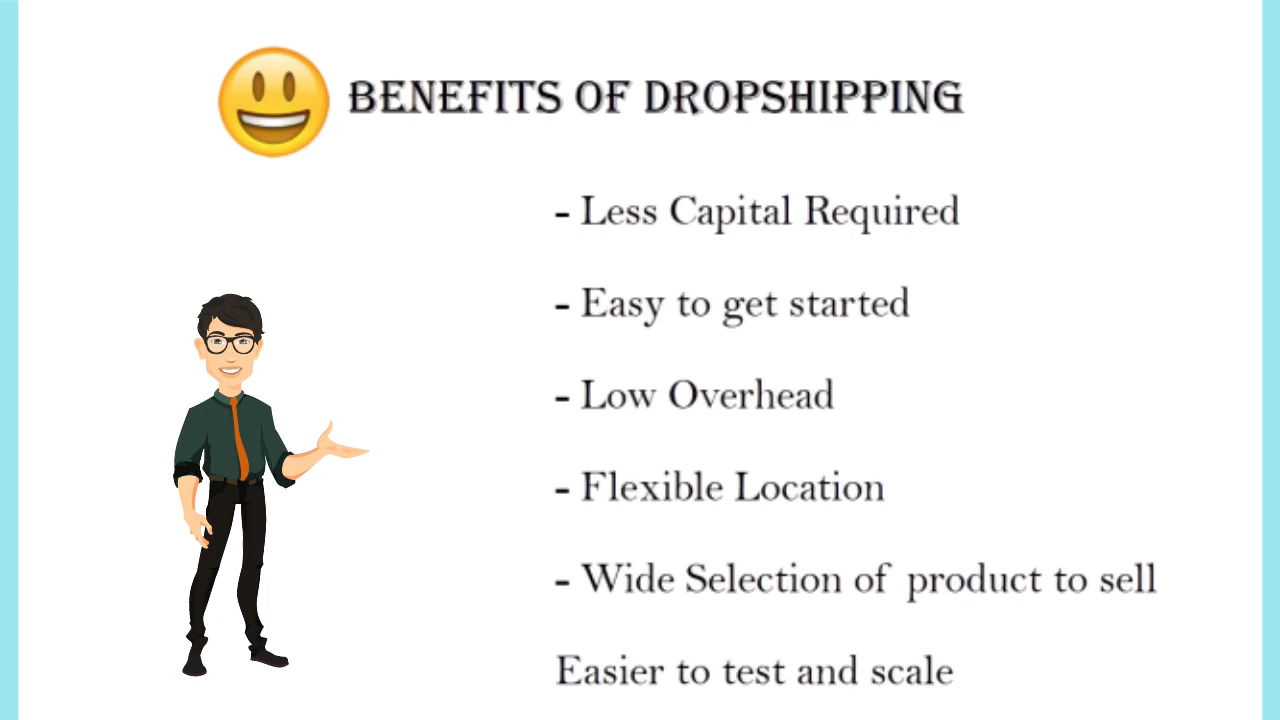 BENEFITS OF DROPSHIPPING
- Less Capital Required
- Easy to get started
- Low Overhead
- Flexible Location
- Wide Selection of product to sell
Easier to test and scale